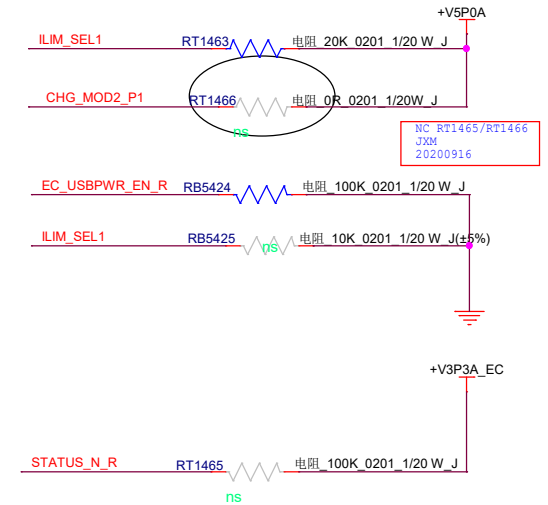 +V5P0A
ILIM_SEL1 RT1463 电阻_20K_0201_1/20 W_J
CHG_MOD2_P1 RT1466 电阻_0R_0201_1/20W_J
ns
NC RT1465/RT1466
JXM
20200916
EC_USBPWR_EN_R RB5424 电阻_100K_0201_1/20 W_J
ILIM_SEL1 RB5425 ns 电阻_10K_0201_1/20 W_J(±5%)
+V3P3A_EC
STATUS_N_R RT1465 电阻_100K_0201_1/20 W_J
ns